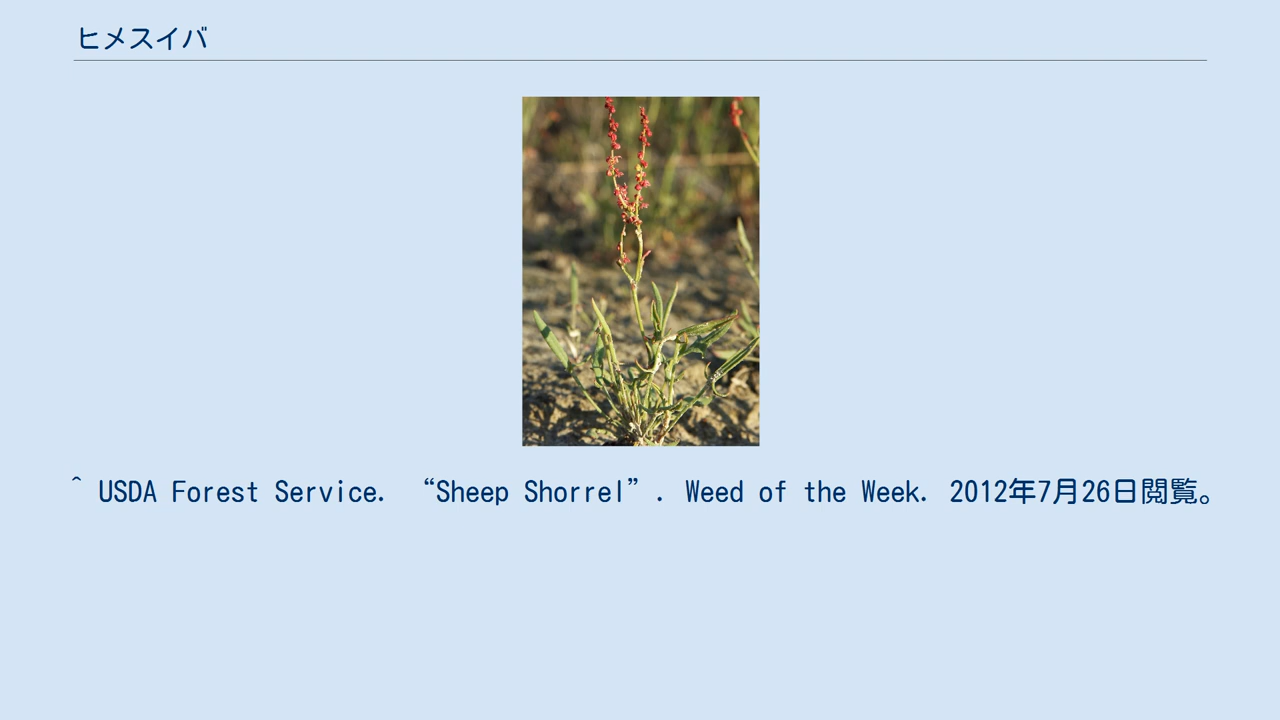 ヒメスイバ
^ USDA Forest Service. “Sheep Shorrel”. Weed of the Week. 2012年7月26日閲覧。